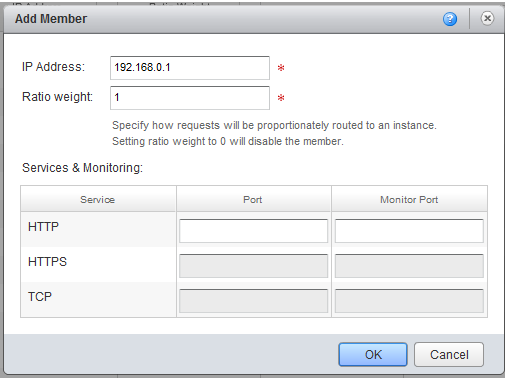 Add Member
?
IP Address: 192.168.0.1 *
Ratio weight: 1 *
Specify how requests will be proportionately routed to an instance.
Setting ratio weight to 0 will disable the member.
Services & Monitoring:
Service Port Monitor Port
HTTP
HTTPS
TCP
OK Cancel